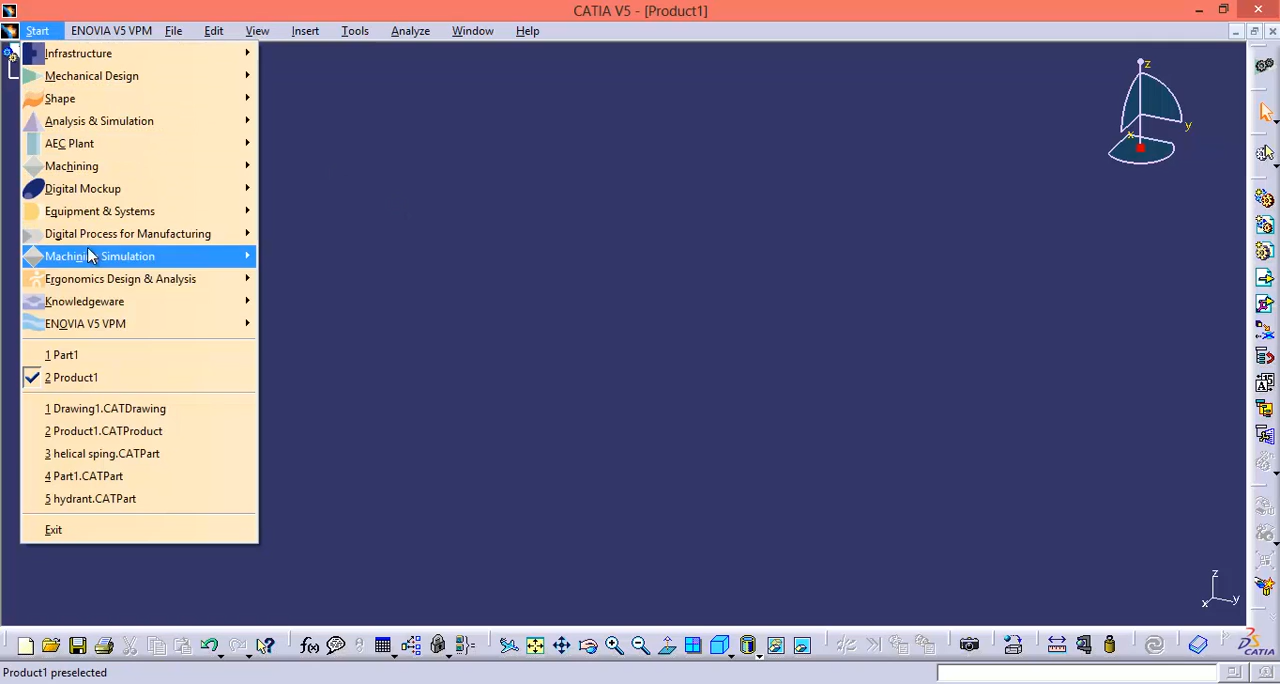 CATIA V5 - [Product1]
Start ENOVIA V5 VPM File Edit View Insert Tools Analyze Window Help
Infrastructure
Mechanical Design
Shape
Analysis & Simulation
AEC Plant
Machining
Digital Mockup
Equipment & Systems
Digital Process for Manufacturing
Machining Simulation
Ergonomics Design & Analysis
Knowledgeware
ENOVIA V5 VPM
1 Part1
2 Product1
1 Drawing1.CATDrawing
2 Product1.CATProduct
3 helical sping.CATPart
4 Part1.CATPart
5 hydrant.CATPart
Exit
z
y
x
z
x y
f(x)
CATIA
Product1 preselected